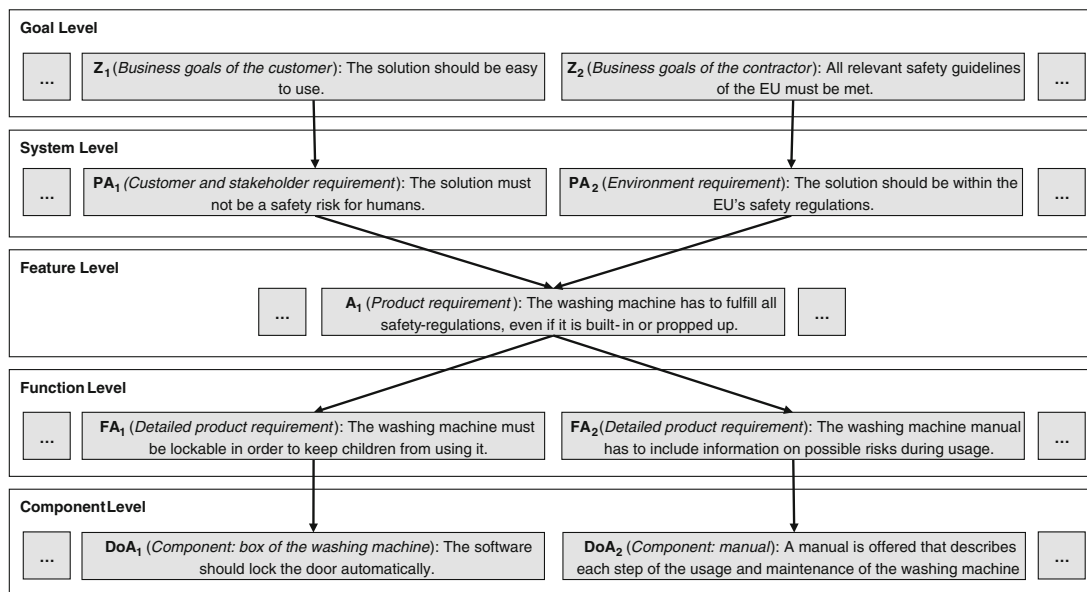 Goal Level
...
Z1 (Business goals of the customer): The solution should be easy
to use.
Z2 (Business goals of the contractor): All relevant safety guidelines
of the EU must be met.
...
System Level
...
PA1 (Customer and stakeholder requirement): The solution must
not be a safety risk for humans.
PA2 (Environment requirement): The solution should be within the
EU's safety regulations.
...
Feature Level
...
A1 (Product requirement): The washing machine has to fulfill all
safety-regulations, even if it is built-in or propped up.
...
Function Level
...
FA1 (Detailed product requirement): The washing machine must
be lockable in order to keep children from using it.
FA2 (Detailed product requirement): The washing machine manual
has to include information on possible risks during usage.
...
Component Level
...
DoA1 (Component: box of the washing machine): The software
should lock the door automatically.
DoA2 (Component: manual): A manual is offered that describes
each step of the usage and maintenance of the washing machine
...